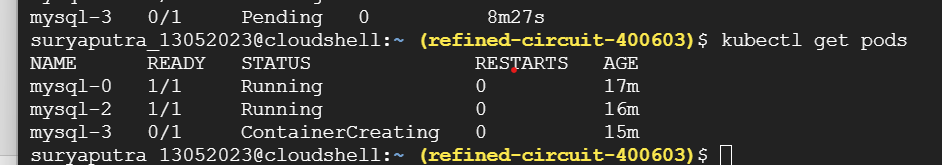 mysql-3 0/1 Pending 0 8m27s
suryaputra_13052023@cloudshell:~ (refined-circuit-400603)$ kubectl get pods
NAME READY STATUS RESTARTS AGE
mysql-0 1/1 Running 0 17m
mysql-2 1/1 Running 0 16m
mysql-3 0/1 ContainerCreating 0 15m
suryaputra_13052023@cloudshell:~ (refined-circuit-400603)$